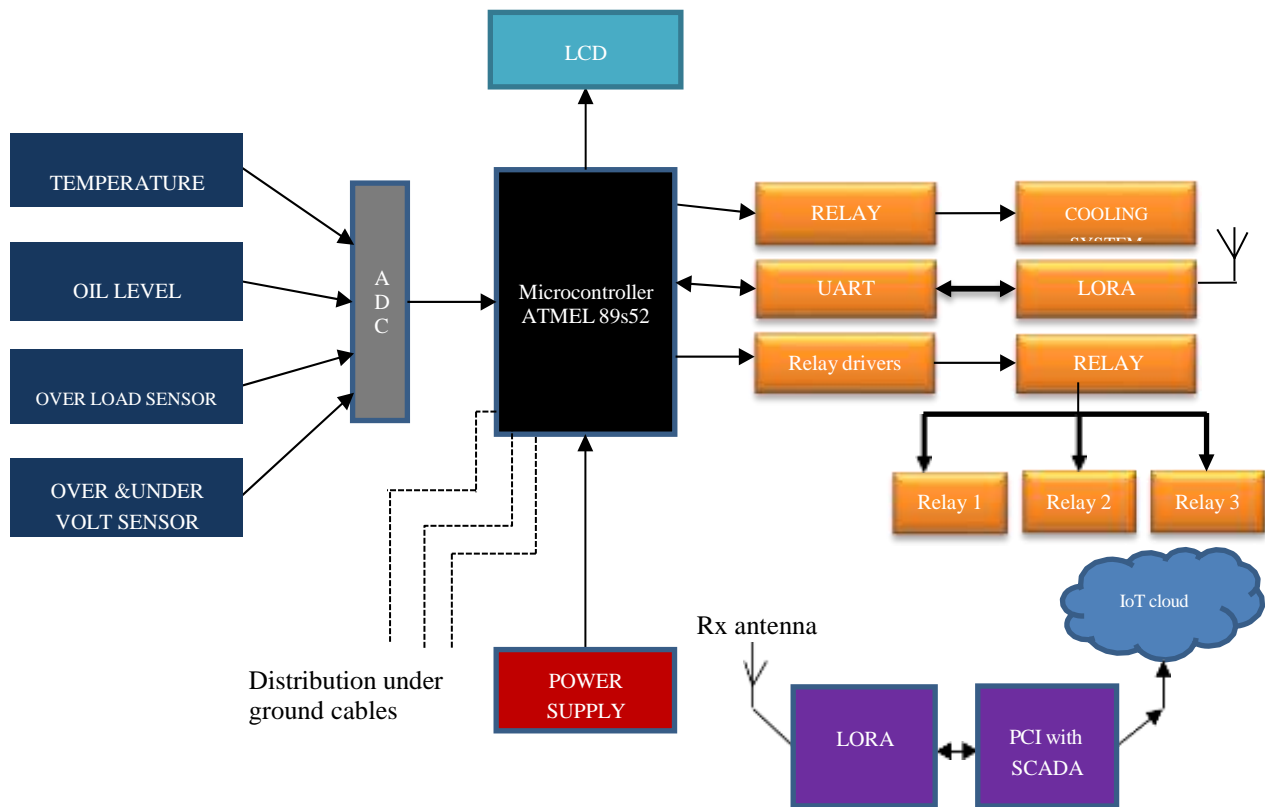 LCD
TEMPERATURE
OIL LEVEL
OVER LOAD SENSOR
OVER &UNDER
VOLT SENSOR
A
D
C
Microcontroller
ATMEL 89s52
RELAY
COOLING
SYSTEM
UART
LORA
Relay drivers
RELAY
Relay 1
Relay 2
Relay 3
IoT cloud
Distribution under
ground cables
POWER
SUPPLY
Rx antenna
LORA
PCI with
SCADA